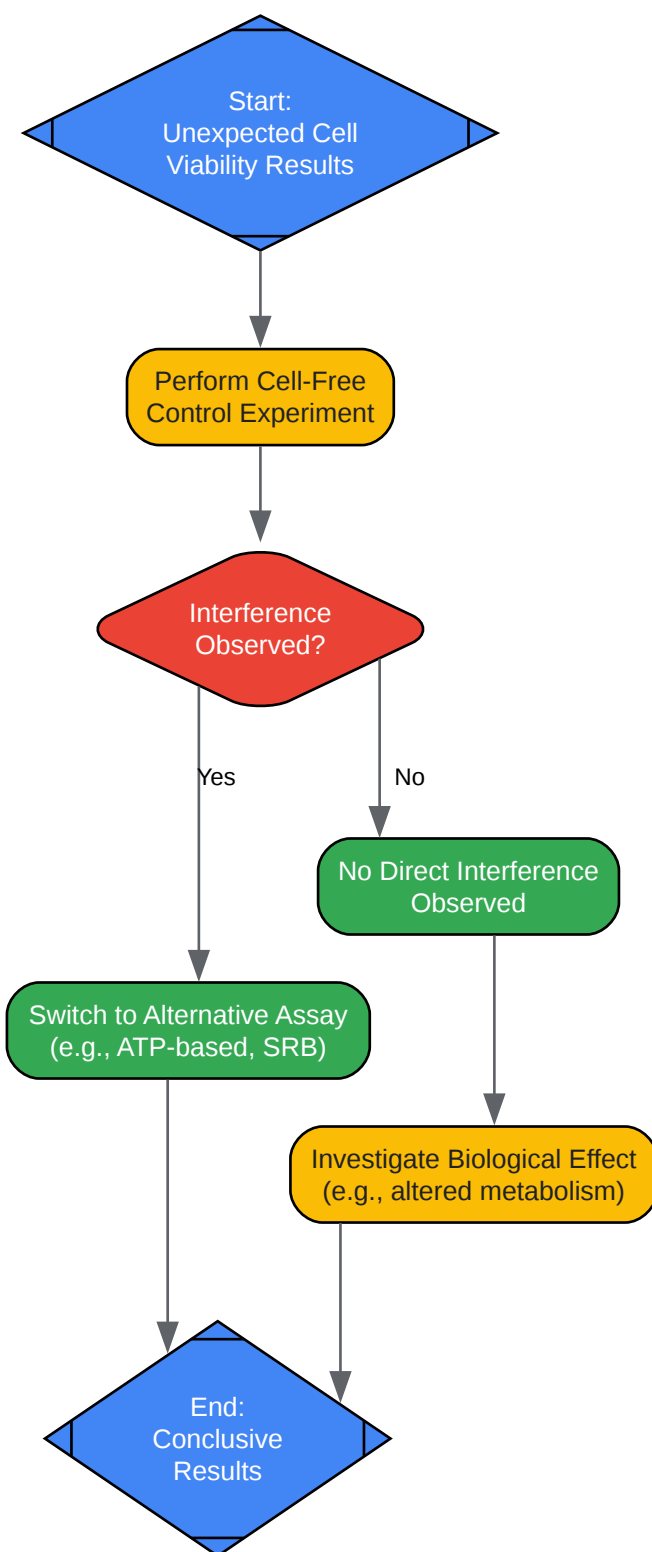 Start:
Unexpected Cell
Viability Results
Perform Cell-Free
Control Experiment
Interference
Observed?
Yes
No
No Direct Interference
Observed
Switch to Alternative Assay
(e.g., ATP-based, SRB)
Investigate Biological Effect
(e.g., altered metabolism)
End:
Conclusive
Results